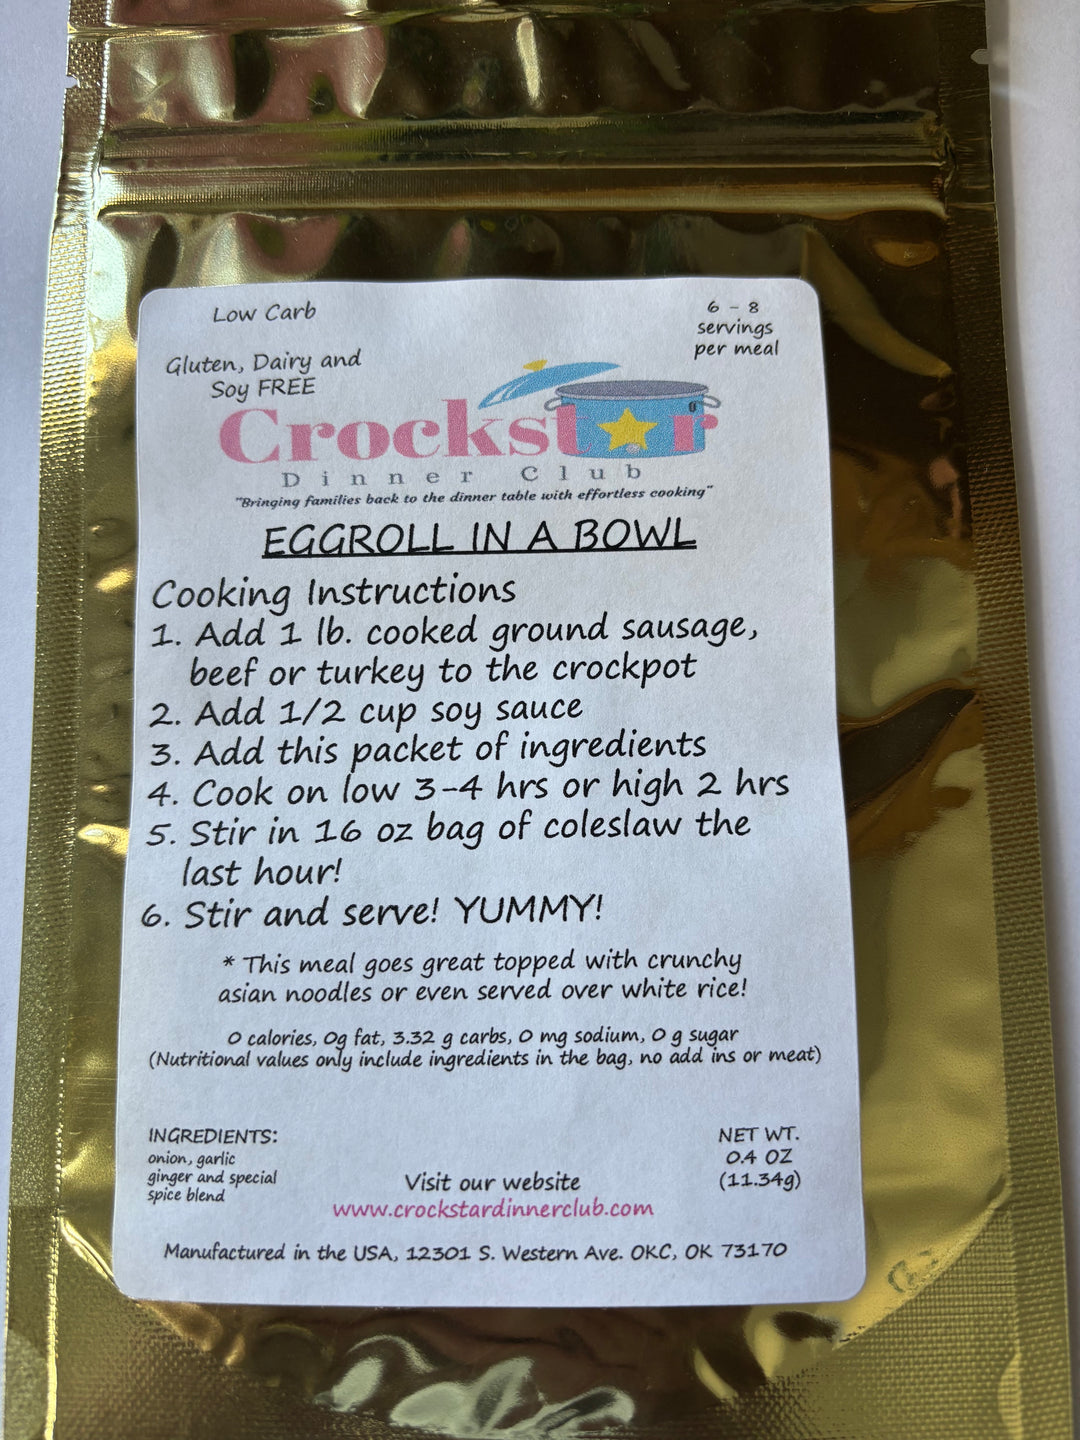 Low Carb
Gluten, Dairy and
Soy FREE
6 - 8
servings
per meal
Crockstar
Dinner Club
"Bringing families back to the dinner table with effortless cooking"
EGGROLL IN A BOWL
Cooking Instructions
1. Add 1 lb. cooked ground sausage,
beef or turkey to the crockpot
2. Add 1/2 cup soy sauce
3. Add this packet of ingredients
4. Cook on low 3-4 hrs or high 2 hrs
5. Stir in 16 oz bag of coleslaw the
last hour!
6. Stir and serve! YUMMY!
* This meal goes great topped with crunchy
asian noodles or even served over white rice!
0 calories, 0g fat, 3.32 g carbs, 0 mg sodium, 0 g sugar
(Nutritional values only include ingredients in the bag, no add ins or meat)
INGREDIENTS:
onion, garlic
ginger and special
spice blend
NET WT.
0.4 OZ
(11.34g)
Visit our website
www.crockstardinnerclub.com
Manufactured in the USA, 12301 S. Western Ave. OKC, OK 73170